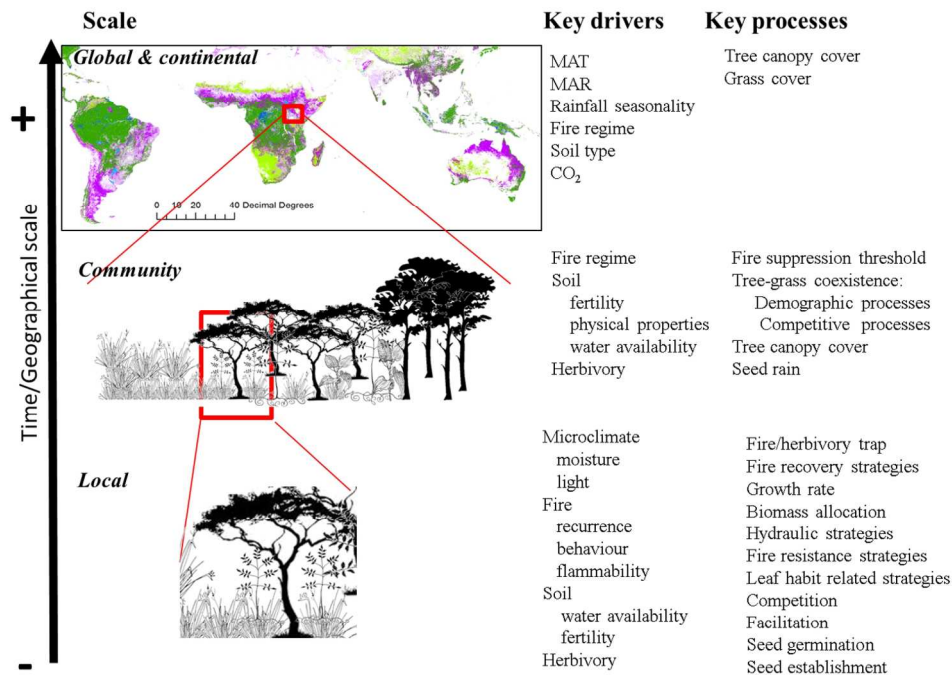 Scale
Key drivers
Key processes
Time/Geographical scale
+
-
Global & continental
0 10 20 40 Decimal Degrees
MAT
MAR
Rainfall seasonality
Fire regime
Soil type
CO₂
Tree canopy cover
Grass cover
Community
Fire regime
Soil
fertility
physical properties
water availability
Herbivory
Fire suppression threshold
Tree-grass coexistence:
Demographic processes
Competitive processes
Tree canopy cover
Seed rain
Local
Microclimate
moisture
light
Fire
recurrence
behaviour
flammability
Soil
water availability
fertility
Herbivory
Fire/herbivory trap
Fire recovery strategies
Growth rate
Biomass allocation
Hydraulic strategies
Fire resistance strategies
Leaf habit related strategies
Competition
Facilitation
Seed germination
Seed establishment